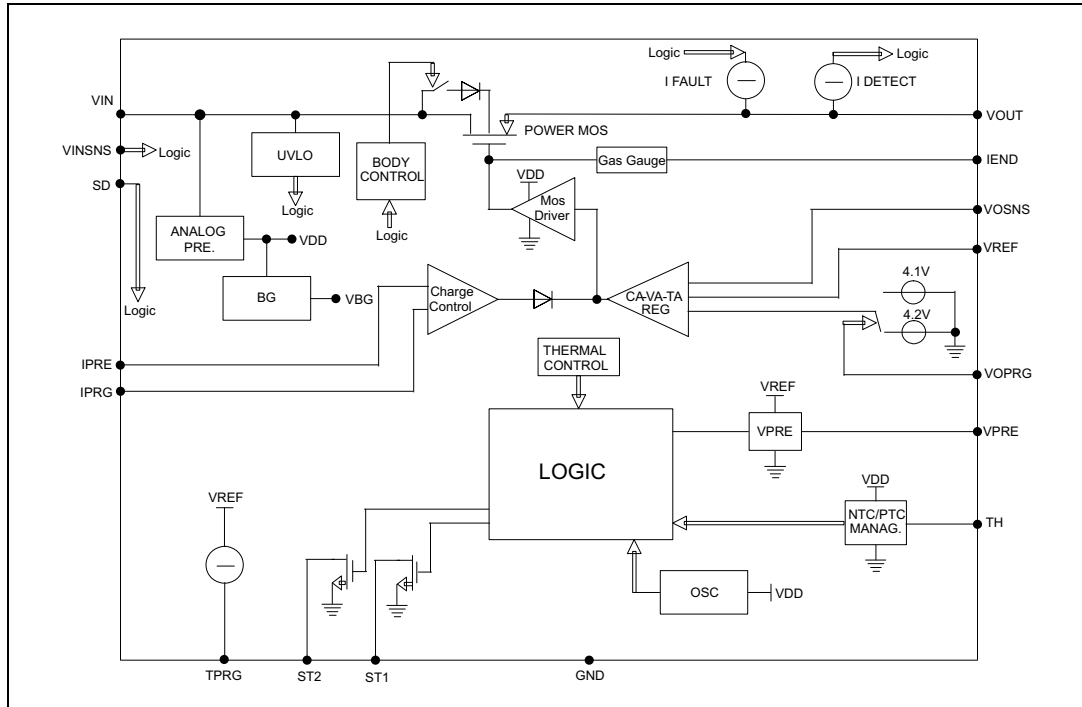 Logic
Logic
I FAULT
I DETECT
VIN
VOUT
POWER MOS
VINSNS
Logic
UVLO
BODY
CONTROL
Gas Gauge
IEND
SD
VDD
Mos
Driver
Logic
VOSNS
ANALOG
PRE.
VDD
Logic
VREF
4.1V
BG
VBG
Charge
Control
CA-VA-TA
REG
Logic
4.2V
THERMAL
CONTROL
IPRE
VOPRG
IPRG
VREF
VPRE
VPRE
LOGIC
VDD
VREF
NTC/PTC
MANAG.
TH
OSC
VDD
TPRG
ST2
ST1
GND